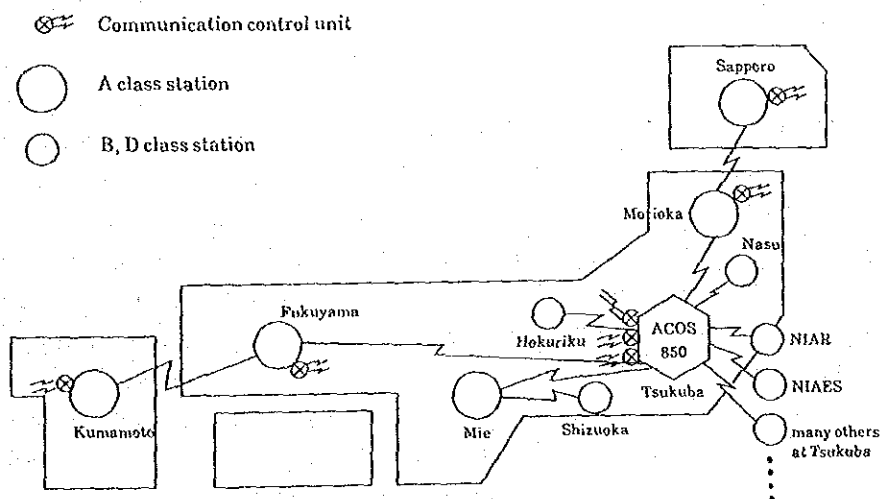 Communication control unit
A class station
B, D class station
Sapporo
Morioka
Nasu
Fukuyama
Hokuriku
ACOS
850
NIAR
Tsukuba
NIAES
Kumamoto
Mie
Shizuoka
many others
at Tsukuba